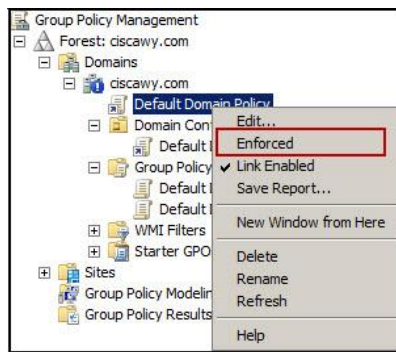 Group Policy Management
Forest: ciscawy.com
Domains
ciscawy.com
Default Domain Policy
Domain Con
Default
Group Policy
Default
Default
WMI Filters
Starter GPO
Sites
Group Policy Modelin
Group Policy Results
Edit...
Enforced
Link Enabled
Save Report...
New Window from Here
Delete
Rename
Refresh
Help